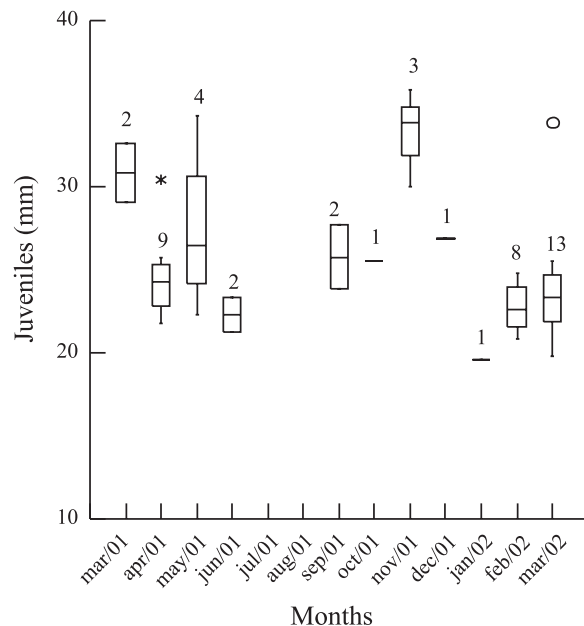 40
3
4
2
30
9
2
1
1
2
8
13
20
1
10
mar/01
apr/01
may/01
jun/01
jul/01
aug/01
sep/01
oct/01
nov/01
dec/01
jan/02
feb/02
mar/02
Juveniles (mm)
Months